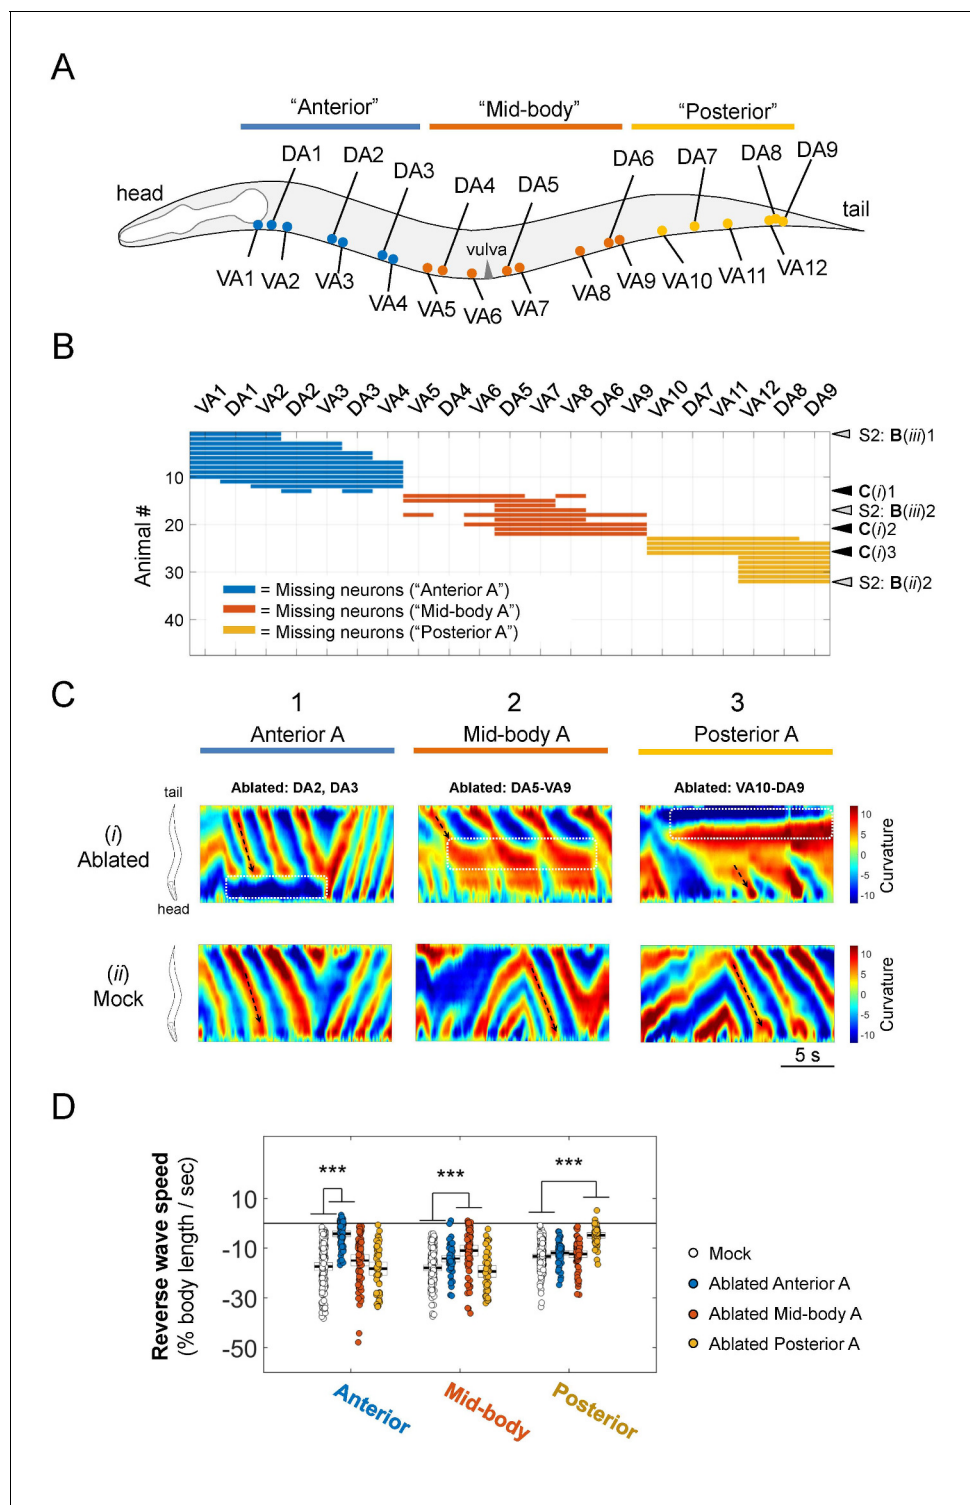 A
“Anterior” “Mid-body” “Posterior”
DA1 DA2 DA3 DA4 DA5 DA6 DA7 DA8 DA9
head
tail
vulva
VA1 VA2 VA3 VA4 VA5 VA6 VA7 VA8 VA9 VA10 VA11 VA12
B
VA1 DA1 VA2 DA2 VA3 DA3 VA4 VA5 DA4 VA6 DA5 VA7 VA8 DA6 VA9 VA10 DA7 VA11 VA12 DA8 DA9
Animal #
10
20
30
40
S2: B(iii)1
C(i)1
S2: B(iii)2
C(i)2
C(i)3
S2: B(ii)2
= Missing neurons (“Anterior A”)
= Missing neurons (“Mid-body A”)
= Missing neurons (“Posterior A”)
C
1 2 3
Anterior A Mid-body A Posterior A
Ablated: DA2, DA3 Ablated: DA5-VA9 Ablated: VA10-DA9
tail
(i)
Ablated
head
10
5
0
-5
-10
Curvature
(ii)
Mock
10
5
0
-5
-10
Curvature
5 s
D
Reverse wave speed
(% body length / sec)
10
-10
-30
-50
*** *** ***
Mock
Ablated Anterior A
Ablated Mid-body A
Ablated Posterior A
Anterior Mid-body Posterior